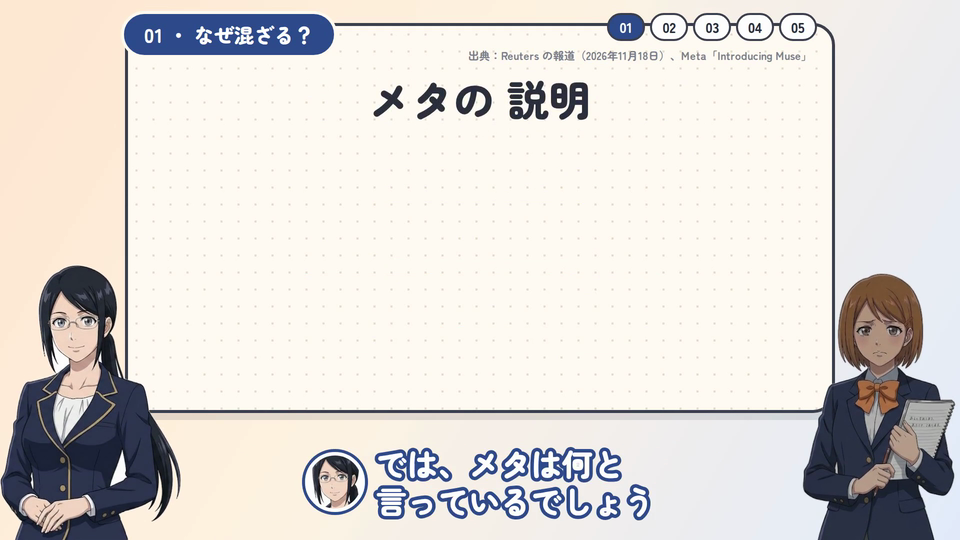 01 ・ なぜ混ざる？
01 02 03 04 05
出典：Reuters の報道（2026年11月18日）、Meta「Introducing Muse」
メタの 説明
では、メタは何と
言っているでしょう